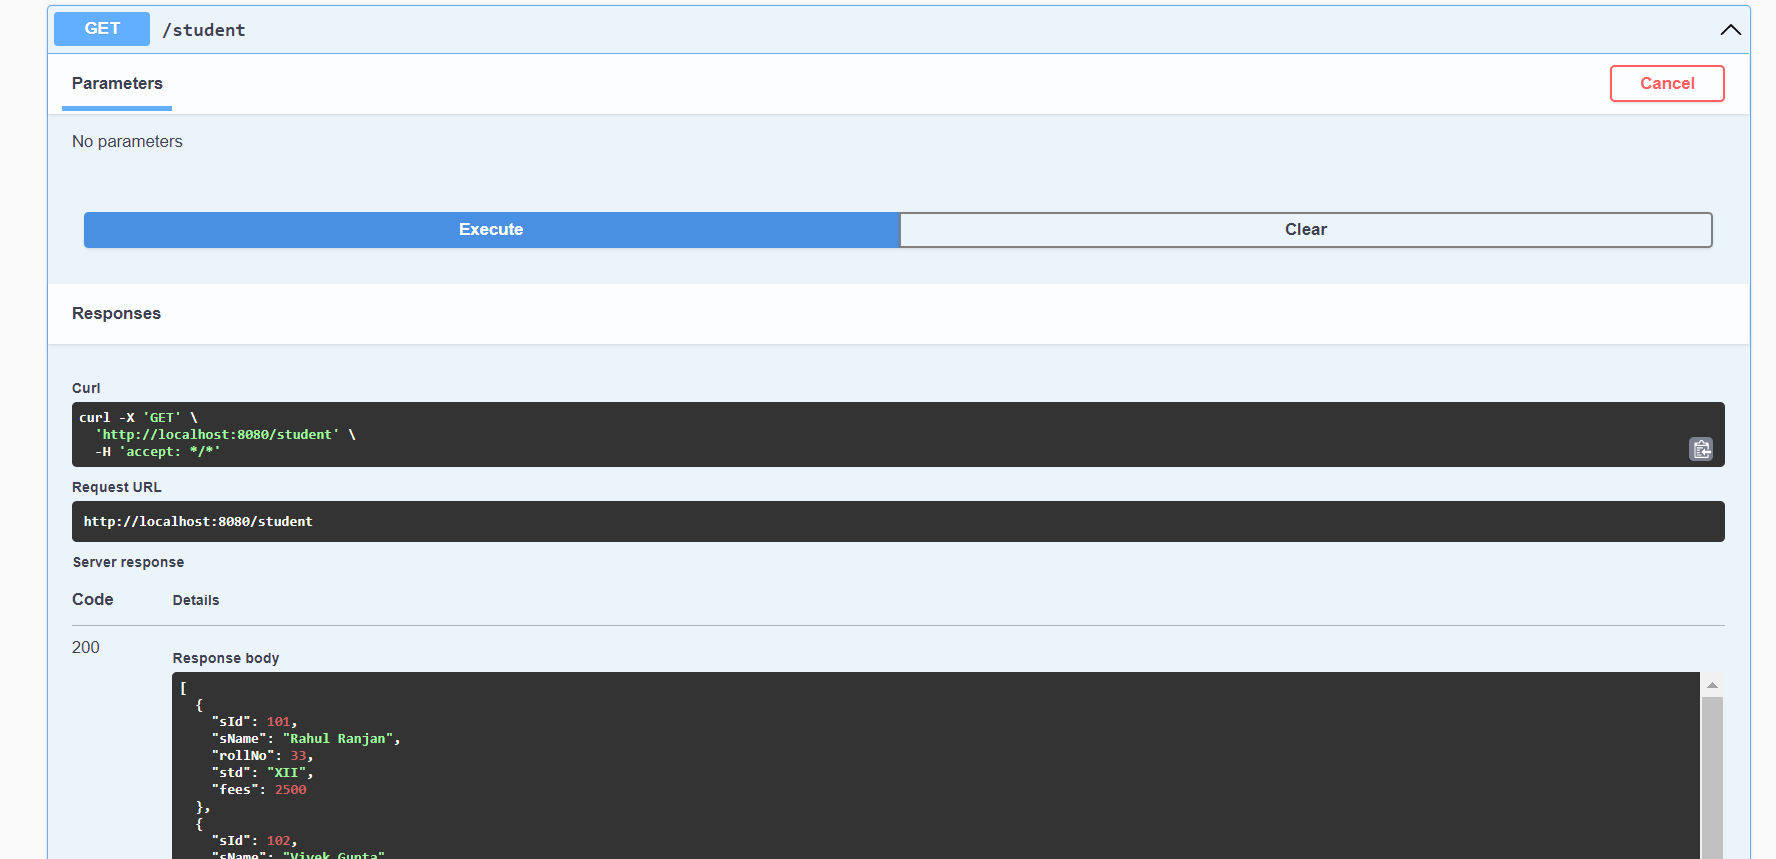 GET /student
Parameters
Cancel
No parameters
Execute
Clear
Responses
Curl
curl -X 'GET' \
'http://localhost:8080/student' \
-H 'accept: */*'
Request URL
http://localhost:8080/student
Server response
Code Details
200
Response body
[
{
"sId": 101,
"sName": "Rahul Ranjan",
"rollNo": 33,
"std": "XII",
"fees": 2500
},
{
"sId": 102,
"sName": "Vivek Gupta"